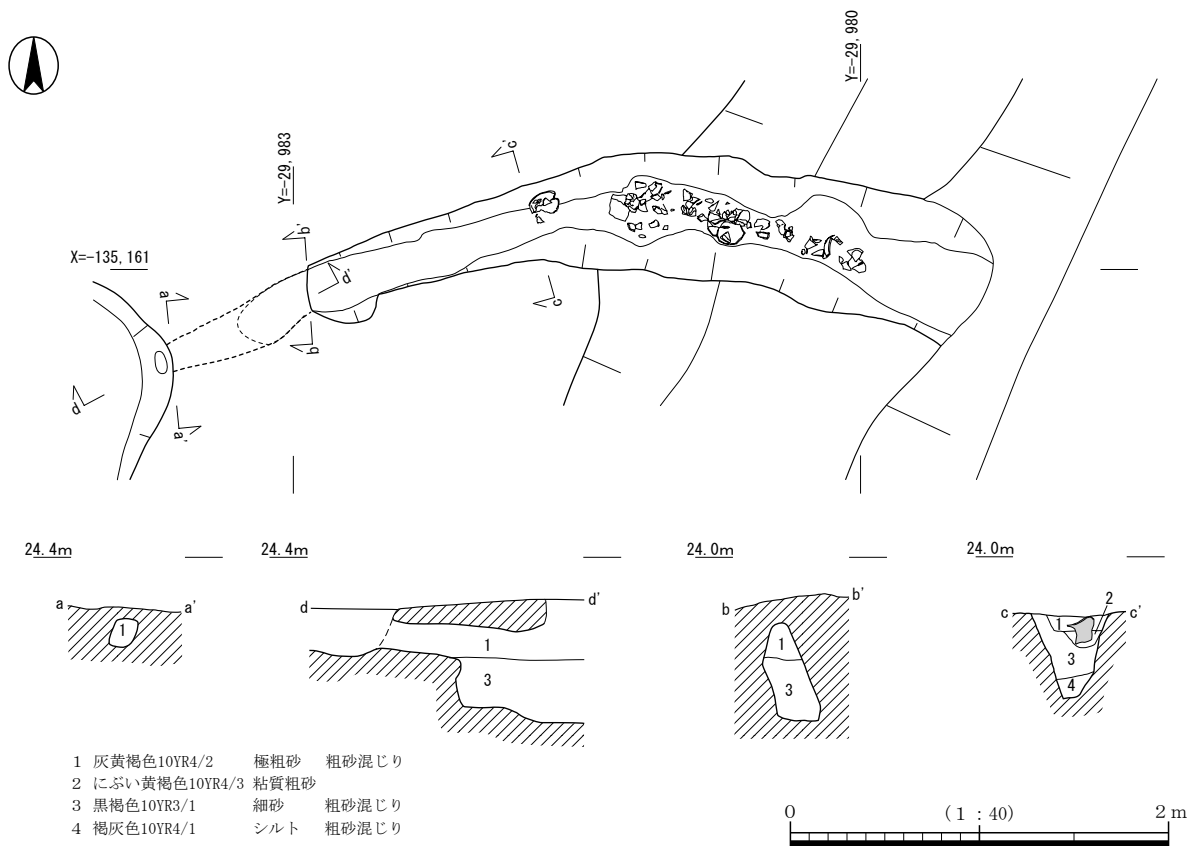 Y=-29,980
Y=-29,983
X=-135,161
c'
b'
d'
a
c
b
d
a'
24.4m
24.4m
24.0m
24.0m
a
a'
1
d
d'
1
3
b
b'
1
3
c
c'
1
2
3
4
1 灰黄褐色10YR4/2 極粗砂 粗砂混じり
2 にぶい黄褐色10YR4/3 粘質粗砂
3 黒褐色10YR3/1 細砂 粗砂混じり
4 褐灰色10YR4/1 シルト 粗砂混じり
0 (1:40) 2m